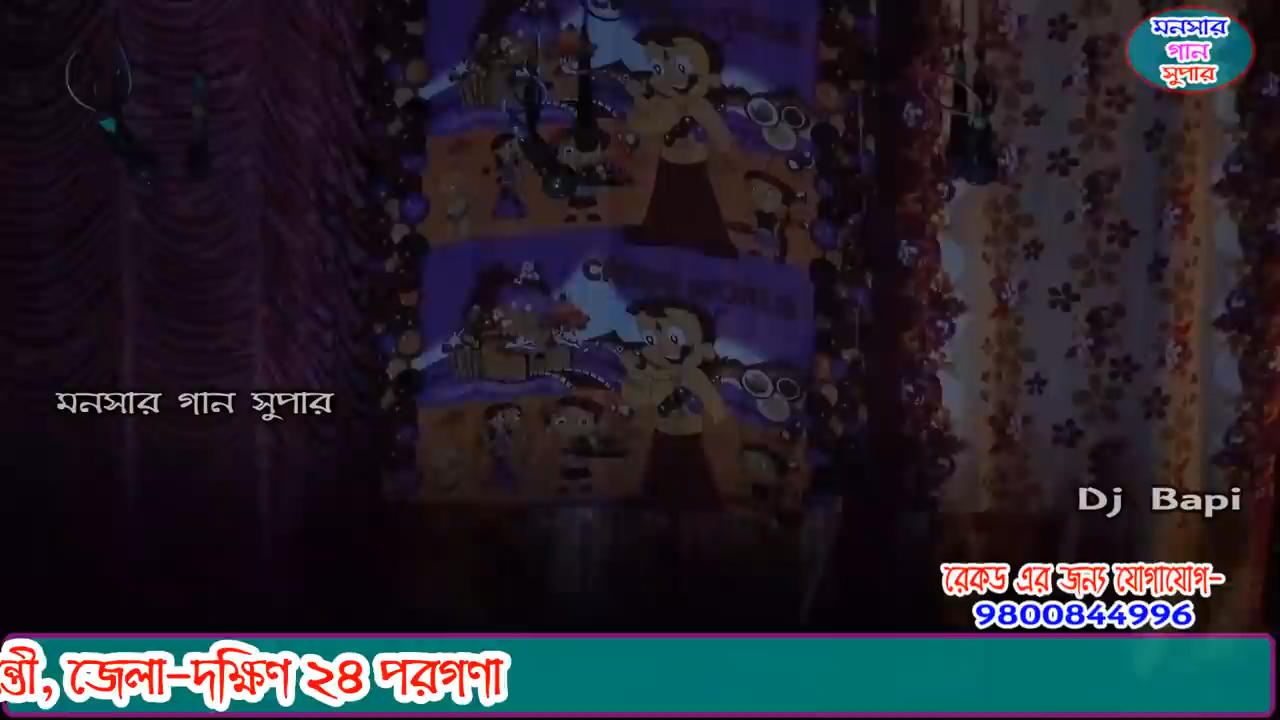 মনসার
গান
সুপার
মনসার গান সুপার
Dj Bapi
রেকড এর জন্য যোগাযোগ-
9800844996
ন্ত্রী, জেলা-দক্ষিণ ২৪ পরগণা